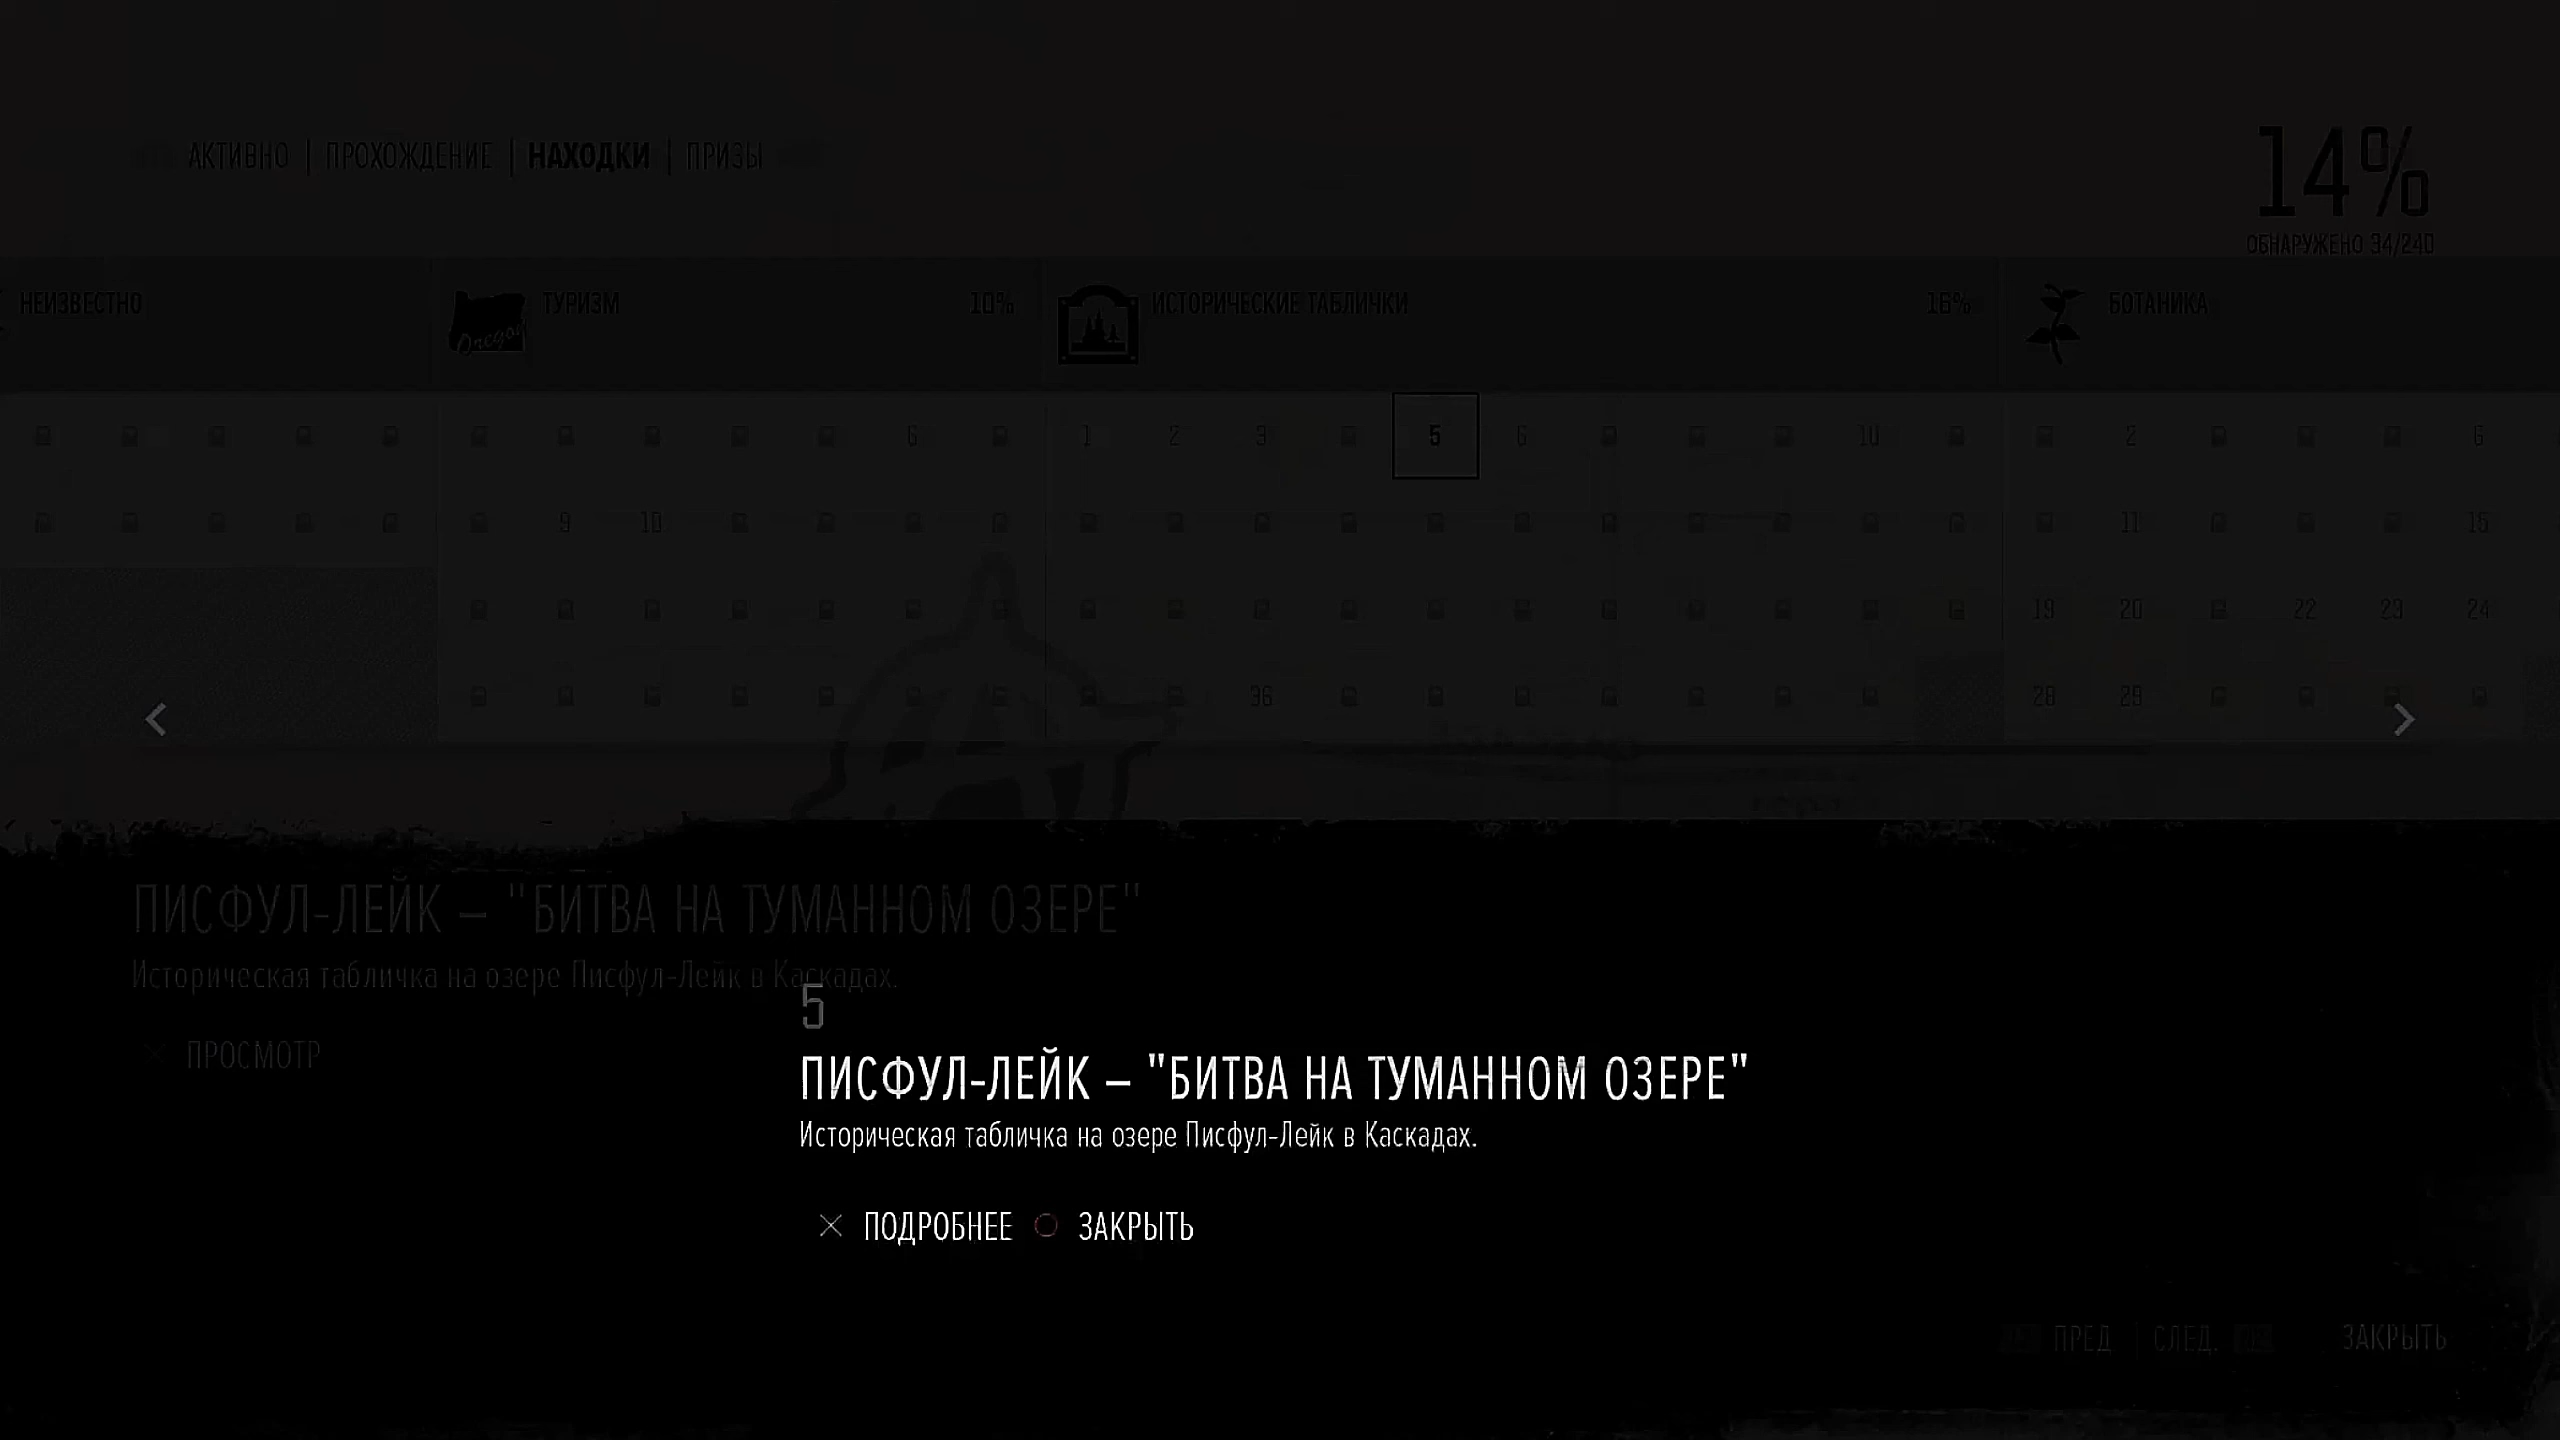 АКТИВНО | ПРОХОЖДЕНИЕ | НАХОДКИ | ПРИЗЫ
14%
ОБНАРУЖЕНО 34/240
НЕИЗВЕСТНО
ТУРИЗМ 10%
ИСТОРИЧЕСКИЕ ТАБЛИЧКИ 16%
БОТАНИКА
6 1 2 3 5 6 10 2 6
9 10 11 15
19 20 22 23 24
36 28 29
ПИСФУЛ-ЛЕЙК – "БИТВА НА ТУМАННОМ ОЗЕРЕ"
Историческая табличка на озере Писфул-Лейк в Каскадах.
ПРОСМОТР
5
ПИСФУЛ-ЛЕЙК – "БИТВА НА ТУМАННОМ ОЗЕРЕ"
Историческая табличка на озере Писфул-Лейк в Каскадах.
ПОДРОБНЕЕ ЗАКРЫТЬ
ПРЕД. | СЛЕД. ЗАКРЫТЬ